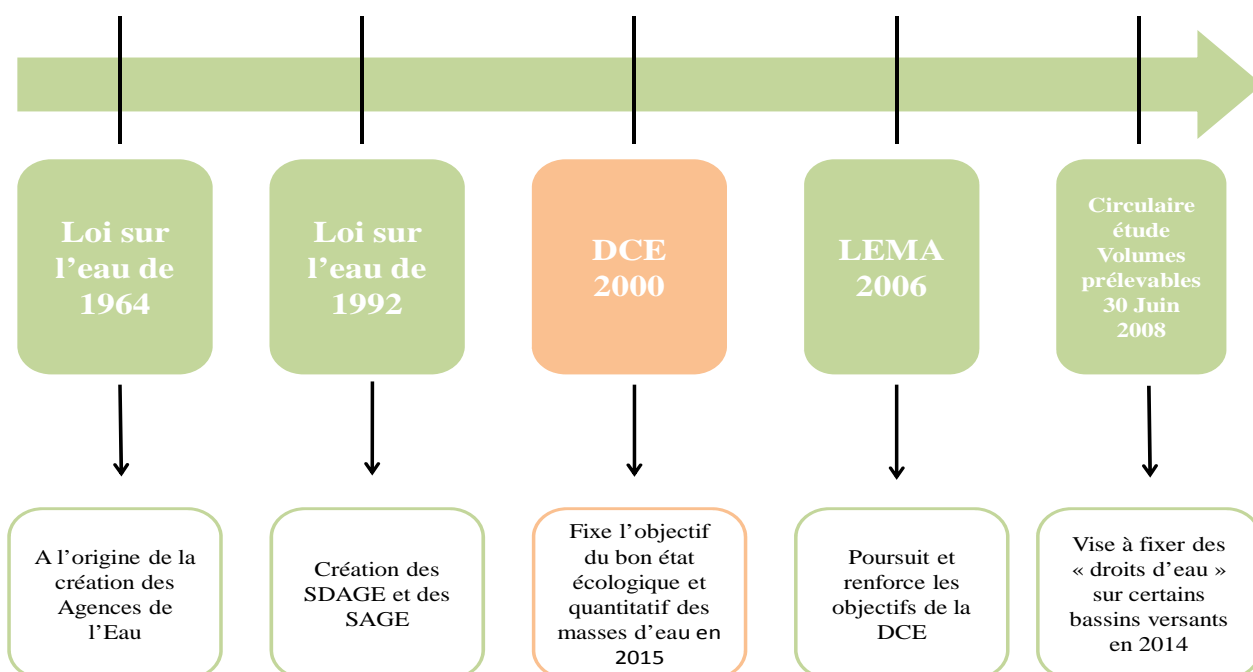 Loi sur
l’eau de
1964
Loi sur
l’eau de
1992
DCE
2000
LEMA
2006
Circulaire
étude
Volumes
prélevables
30 Juin
2008
A l’origine de la
création des
Agences de
l’Eau
Création des
SDAGE et des
SAGE
Fixe l’objectif
du bon état
écologique et
quantitatif des
masses d’eau en
2015
Poursuit et
renforce les
objectifs de la
DCE
Vise à fixer des
« droits d’eau »
sur certains
bassins versants
en 2014